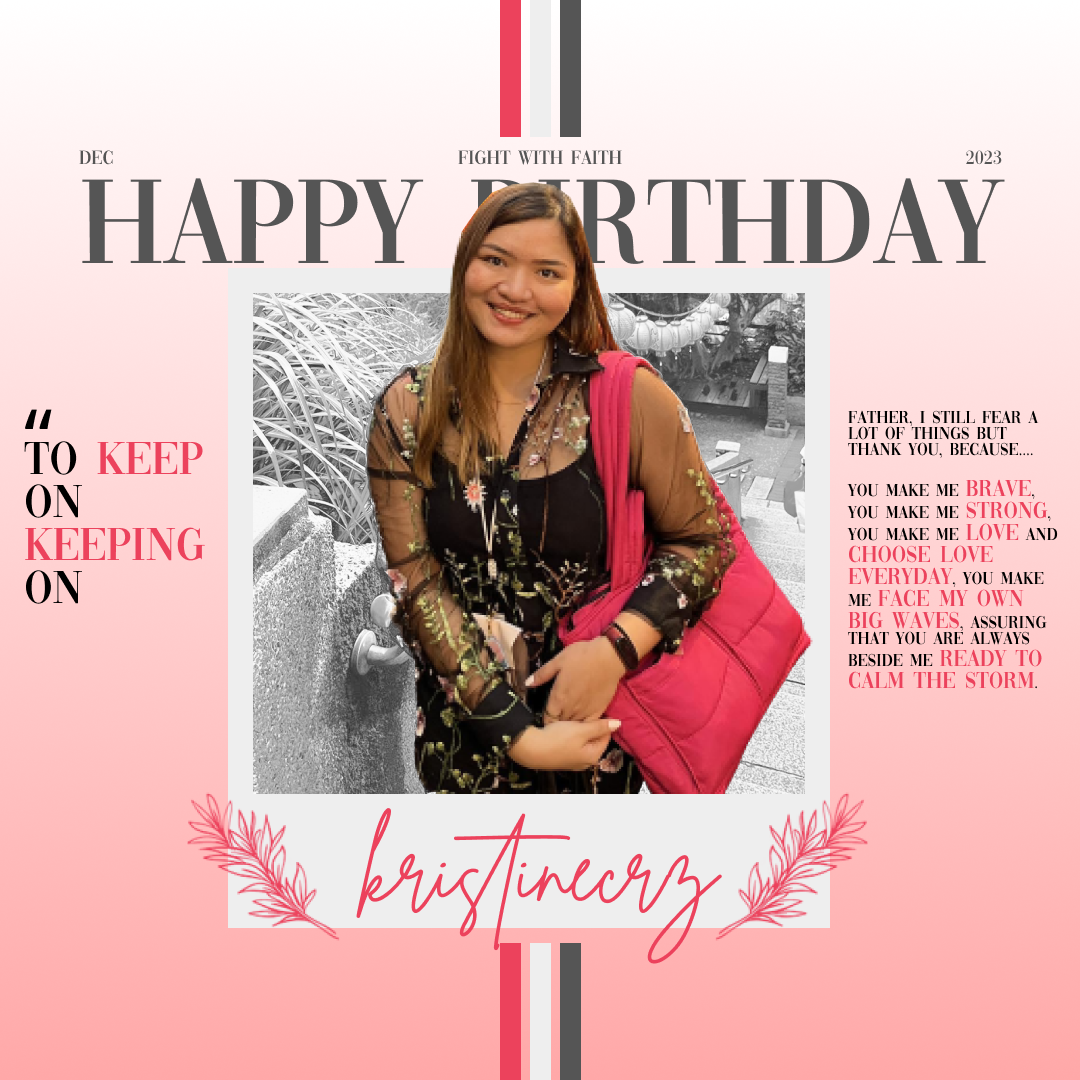 DEC FIGHT WITH FAITH 2023
HAPPY BIRTHDAY
“
TO KEEP
ON
KEEPING
ON
FATHER, I STILL FEAR A
LOT OF THINGS BUT
THANK YOU, BECAUSE....
YOU MAKE ME BRAVE,
YOU MAKE ME STRONG,
YOU MAKE ME LOVE AND
CHOOSE LOVE
EVERYDAY, YOU MAKE
ME FACE MY OWN
BIG WAVES, ASSURING
THAT YOU ARE ALWAYS
BESIDE ME READY TO
CALM THE STORM.
kristinecrz